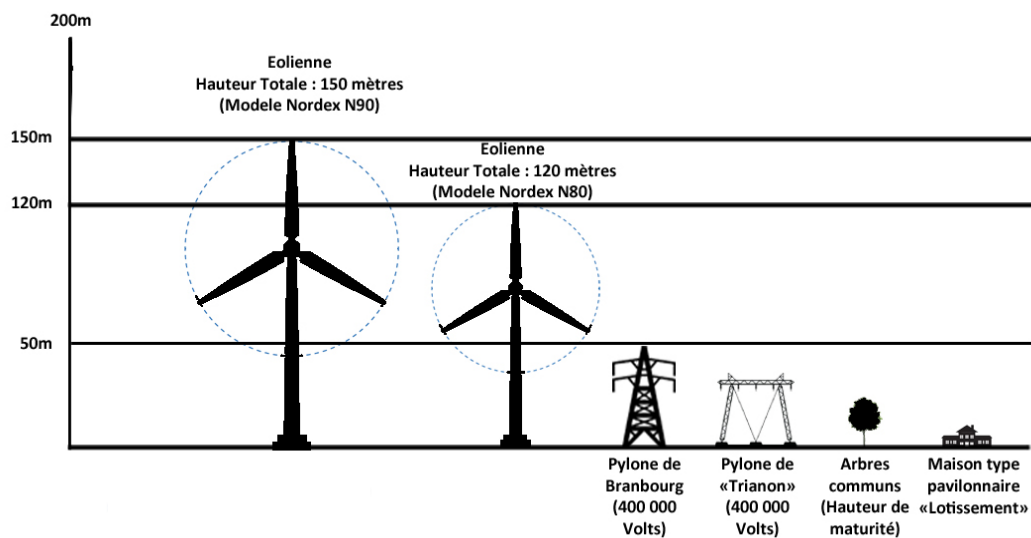 200m
Eolienne
Hauteur Totale : 150 mètres
(Modele Nordex N90)
150m
Eolienne
Hauteur Totale : 120 mètres
(Modele Nordex N80)
120m
50m
Pylone de
Branbourg
(400 000
Volts)
Pylone de
«Trianon»
(400 000
Volts)
Arbres
communs
(Hauteur de
maturité)
Maison type
pavilonnaire
«Lotissement»